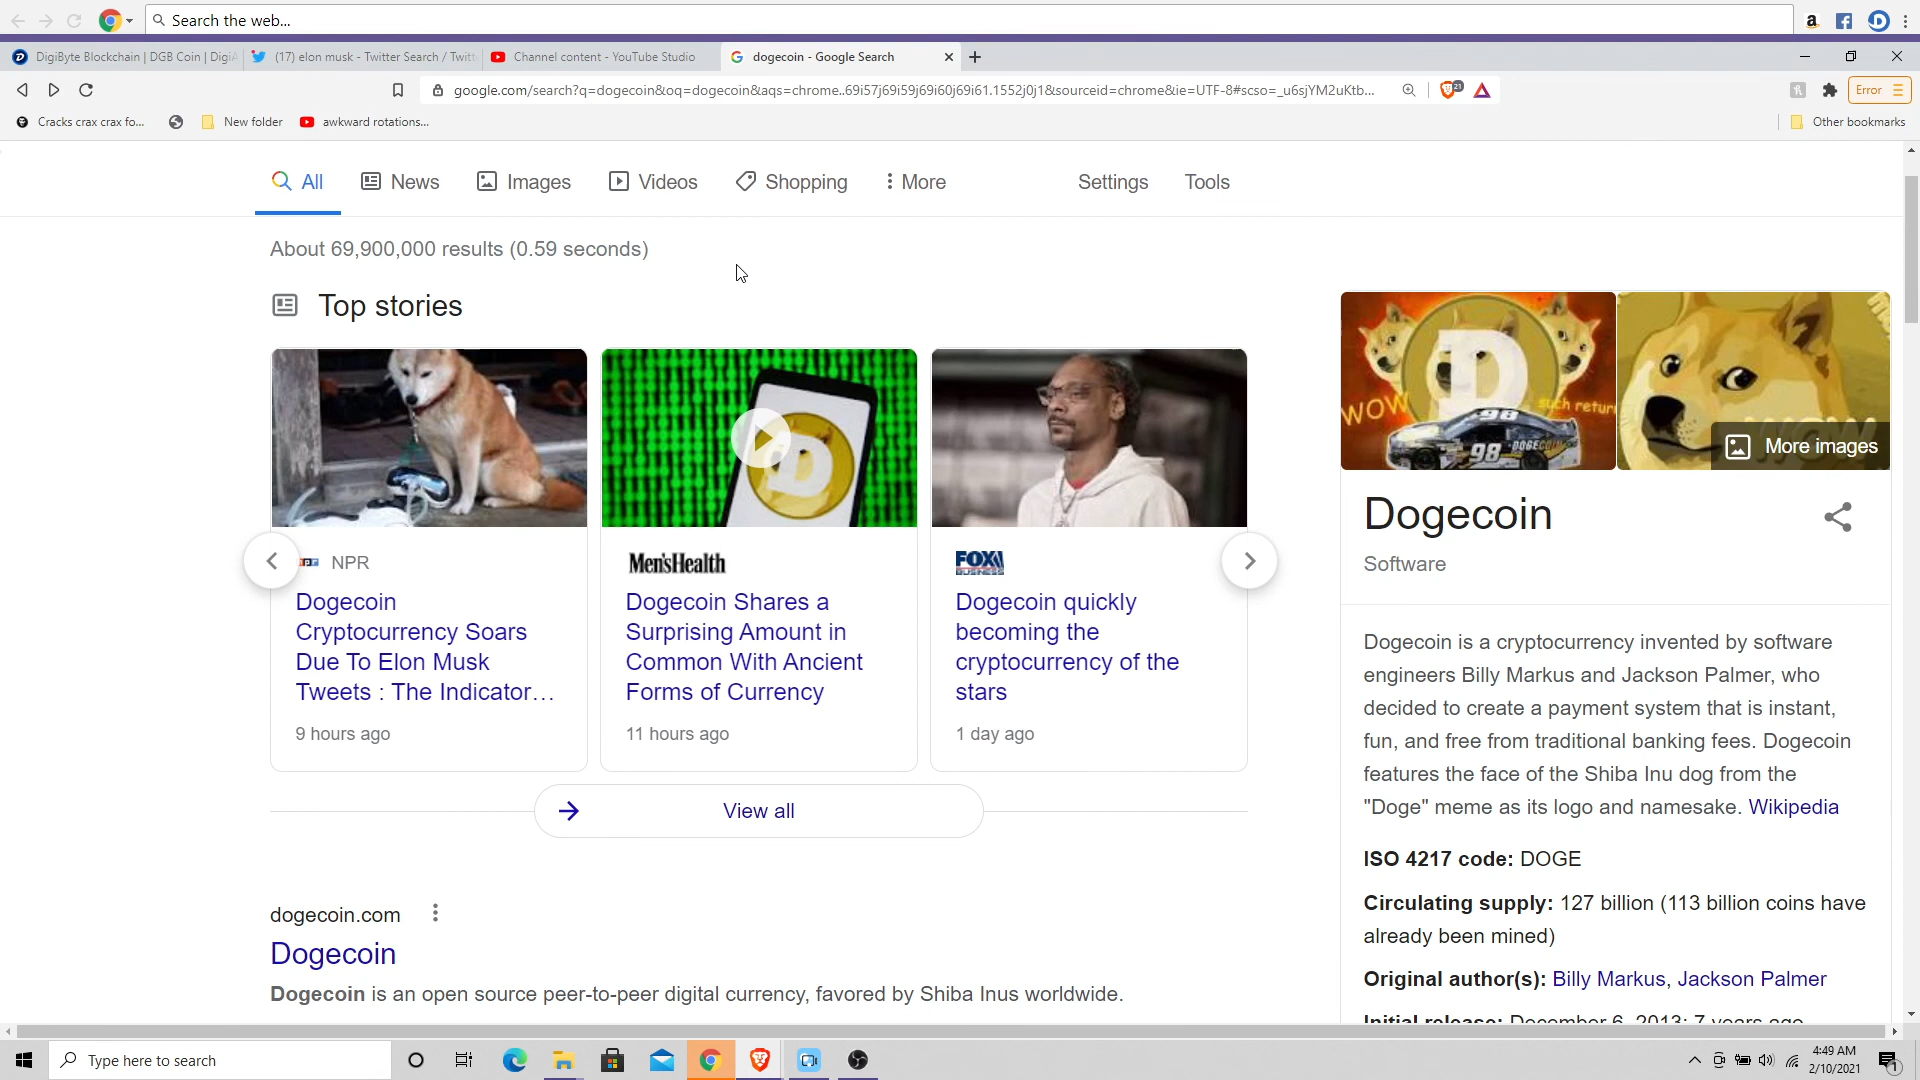 Search the web...
DigiByte Blockchain | DGB Coin | Digi
(17) elon musk - Twitter Search / Twitt
Channel content - YouTube Studio
dogecoin - Google Search
google.com/search?q=dogecoin&oq=dogecoin&aqs=chrome..69i57j69i59j69i60j69i61.1552j0j1&sourceid=chrome&ie=UTF-8#scso=_u6sjYM2uKtb...
21
Error
Cracks crax crax fo...
New folder
awkward rotations...
Other bookmarks
All
News
Images
Videos
Shopping
More
Settings
Tools
About 69,900,000 results (0.59 seconds)
Top stories
NPR
Dogecoin
Cryptocurrency Soars
Due To Elon Musk
Tweets : The Indicator...
9 hours ago
Men'sHealth
Dogecoin Shares a
Surprising Amount in
Common With Ancient
Forms of Currency
11 hours ago
FOX
BUSINESS
Dogecoin quickly
becoming the
cryptocurrency of the
stars
1 day ago
View all
dogecoin.com
Dogecoin
Dogecoin is an open source peer-to-peer digital currency, favored by Shiba Inus worldwide.
WOW
such return
98
98
DOGECOIN
More images
Dogecoin
Software
Dogecoin is a cryptocurrency invented by software
engineers Billy Markus and Jackson Palmer, who
decided to create a payment system that is instant,
fun, and free from traditional banking fees. Dogecoin
features the face of the Shiba Inu dog from the
"Doge" meme as its logo and namesake. Wikipedia
ISO 4217 code: DOGE
Circulating supply: 127 billion (113 billion coins have
already been mined)
Original author(s): Billy Markus, Jackson Palmer
Initial release: December 6, 2013; 7 years ago
Type here to search
4:49 AM
2/10/2021
1